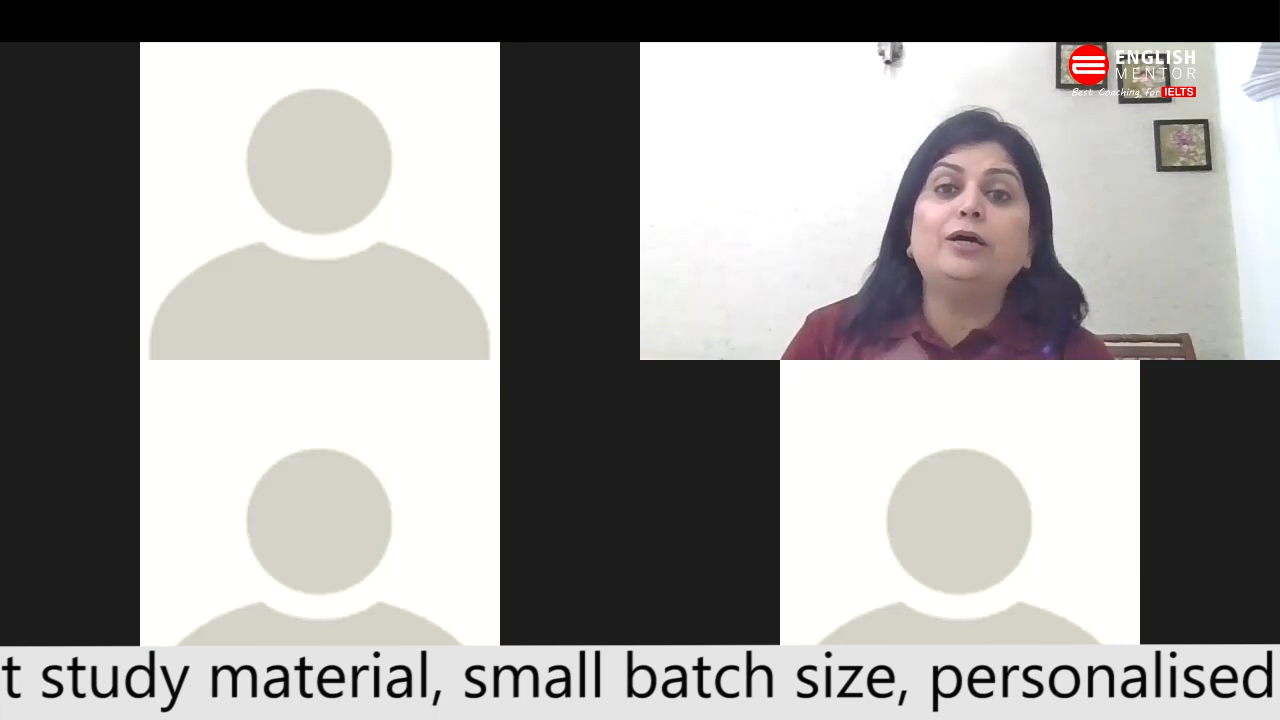 ENGLISH
MENTOR
Best Coaching for IELTS
t study material, small batch size, personalised